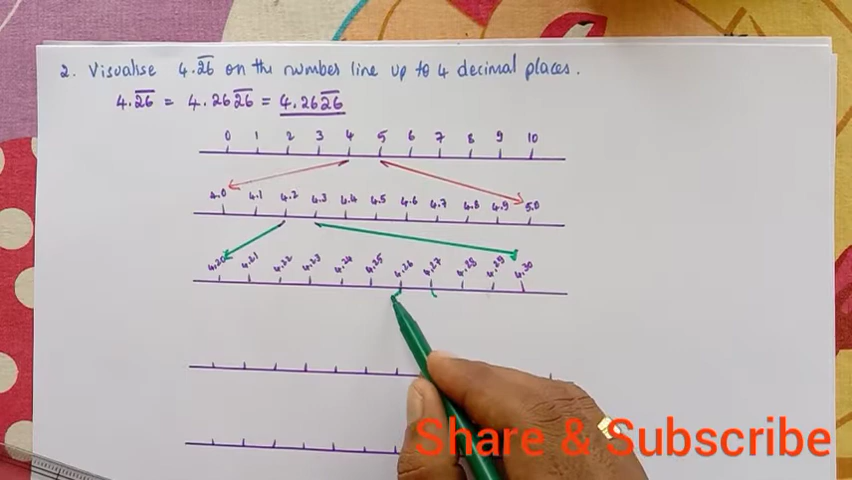 2. Visualise 4.2̅6̅ on the number line up to 4 decimal places.
4.2̅6̅ = 4.262̅6̅ = 4.262̅6̅
0 1 2 3 4 5 6 7 8 9 10
4.0 4.1 4.2 4.3 4.4 4.5 4.6 4.7 4.8 4.9 5.0
4.20 4.21 4.22 4.23 4.24 4.25 4.26 4.27 4.28 4.29 4.30
Share & Subscribe